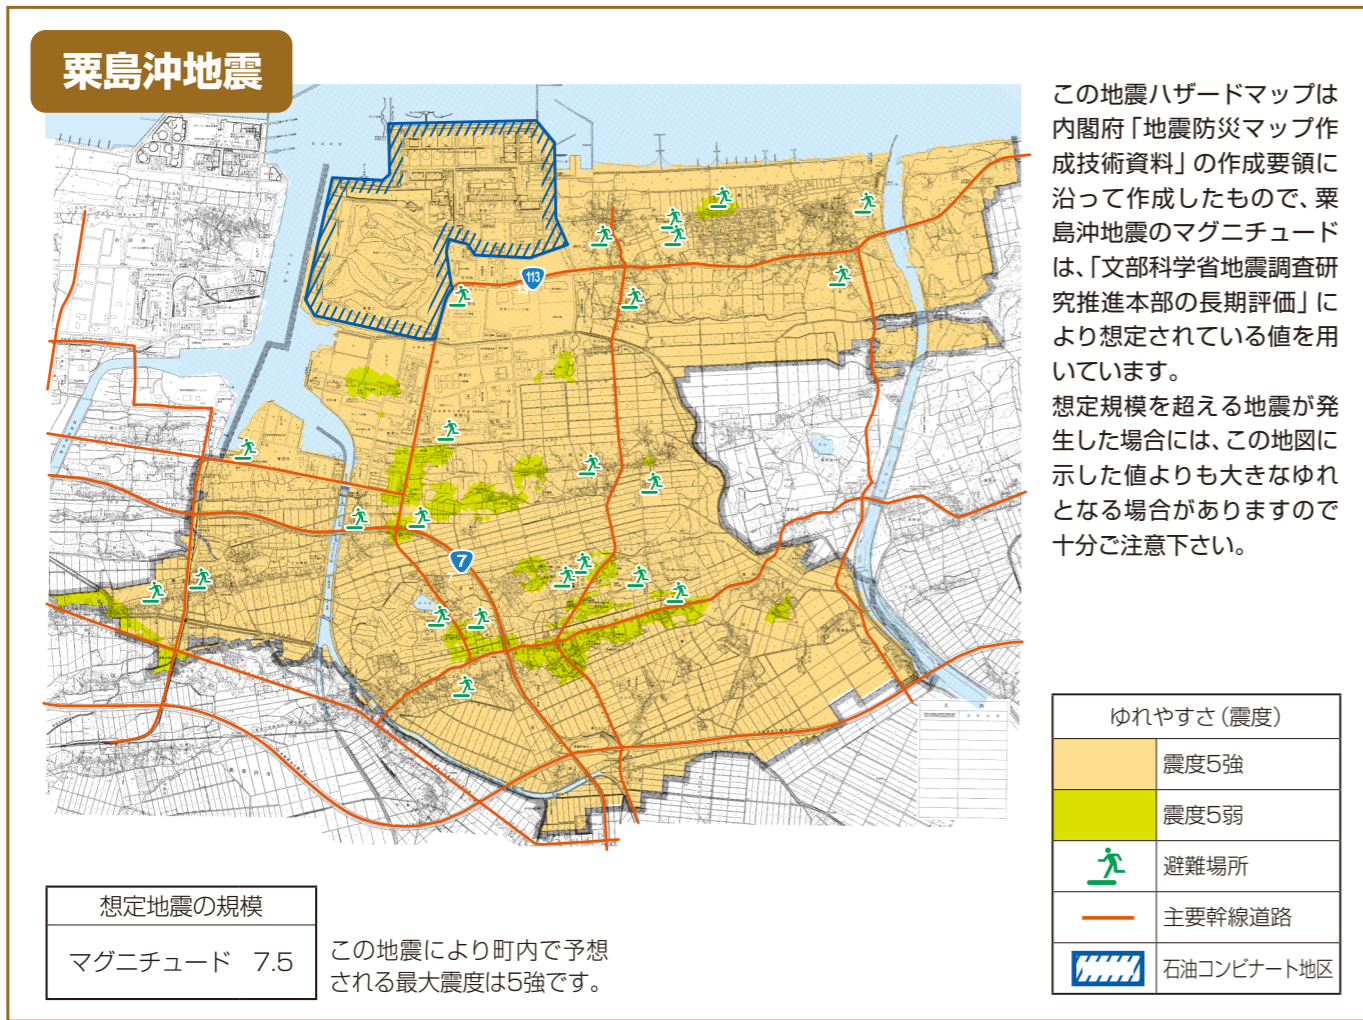 粟島沖地震
この地震ハザードマップは
内閣府「地震防災マップ作
成技術資料」の作成要領に
沿って作成したもので、粟
島沖地震のマグニチュード
は、「文部科学省地震調査研
究推進本部の長期評価」に
より想定されている値を用
いています。
想定規模を超える地震が発
生した場合には、この地図に
示した値よりも大きなゆれ
となる場合がありますので
十分ご注意下さい。
113
7
ゆれやすさ（震度）
震度5強
震度5弱
避難場所
主要幹線道路
石油コンビナート地区
想定地震の規模
マグニチュード 7.5
この地震により町内で予想
される最大震度は5強です。